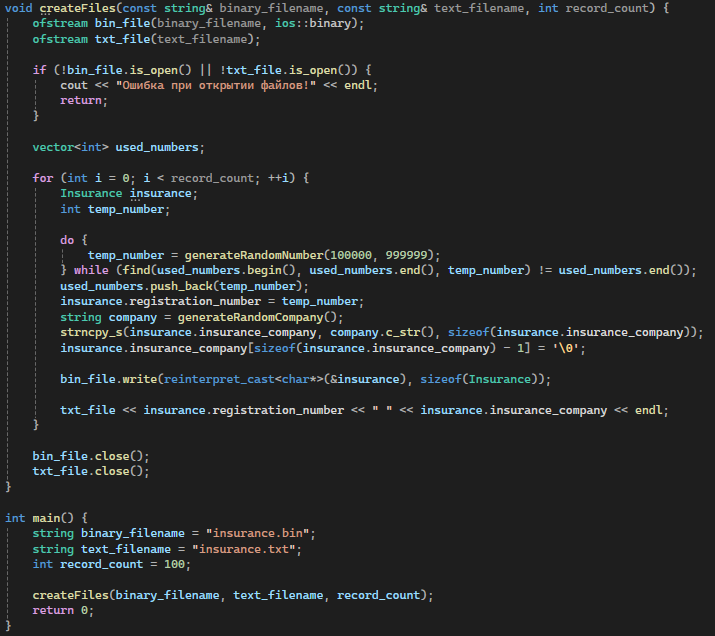 void createFiles(const string& binary_filename, const string& text_filename, int record_count) {
    ofstream bin_file(binary_filename, ios::binary);
    ofstream txt_file(text_filename);

    if (!bin_file.is_open() || !txt_file.is_open()) {
        cout << "Ошибка при открытии файлов!" << endl;
        return;
    }

    vector<int> used_numbers;

    for (int i = 0; i < record_count; ++i) {
        Insurance insurance;
        int temp_number;

        do {
            temp_number = generateRandomNumber(100000, 999999);
        } while (find(used_numbers.begin(), used_numbers.end(), temp_number) != used_numbers.end());
        used_numbers.push_back(temp_number);
        insurance.registration_number = temp_number;
        string company = generateRandomCompany();
        strncpy_s(insurance.insurance_company, company.c_str(), sizeof(insurance.insurance_company));
        insurance.insurance_company[sizeof(insurance.insurance_company) - 1] = '\0';

        bin_file.write(reinterpret_cast<char*>(&insurance), sizeof(Insurance));

        txt_file << insurance.registration_number << " " << insurance.insurance_company << endl;
    }

    bin_file.close();
    txt_file.close();
}

int main() {
    string binary_filename = "insurance.bin";
    string text_filename = "insurance.txt";
    int record_count = 100;

    createFiles(binary_filename, text_filename, record_count);
    return 0;
}